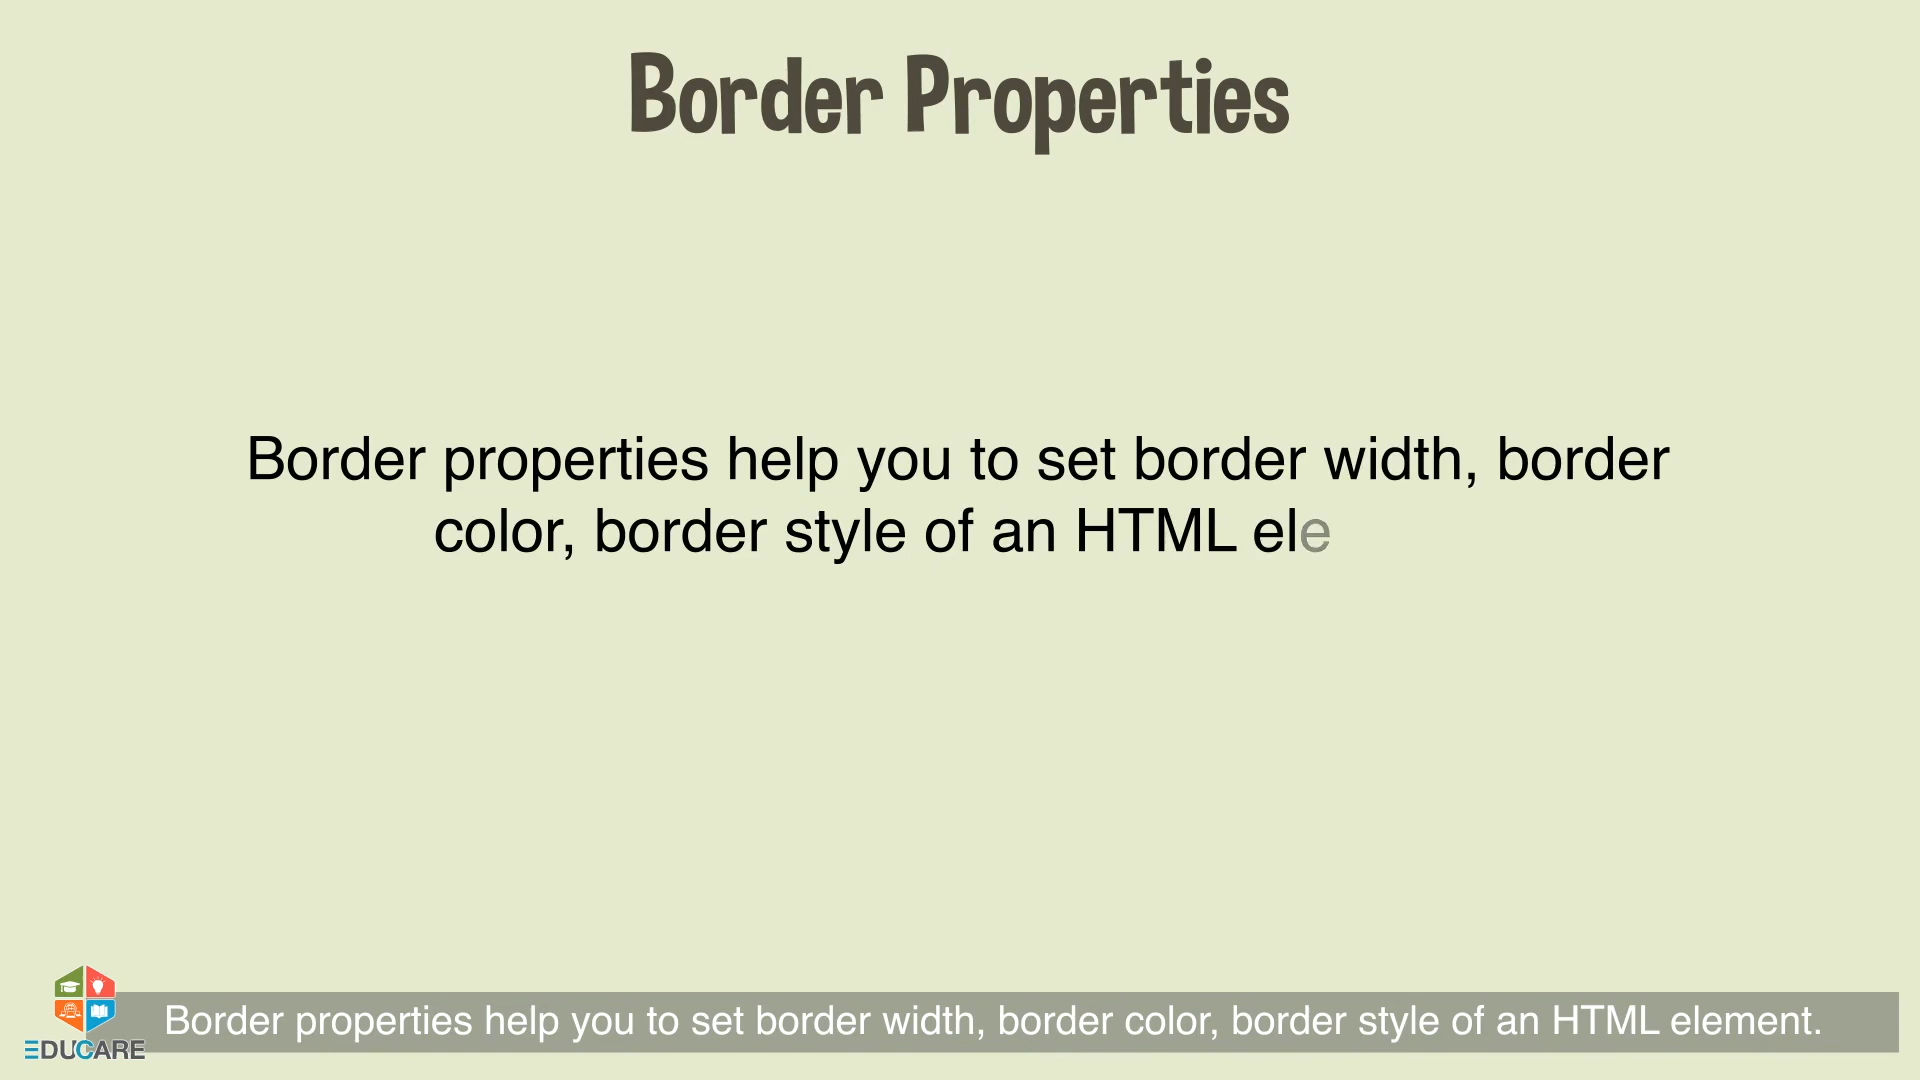 Border Properties
Border properties help you to set border width, border
color, border style of an HTML ele
Border properties help you to set border width, border color, border style of an HTML element.
EDUCARE